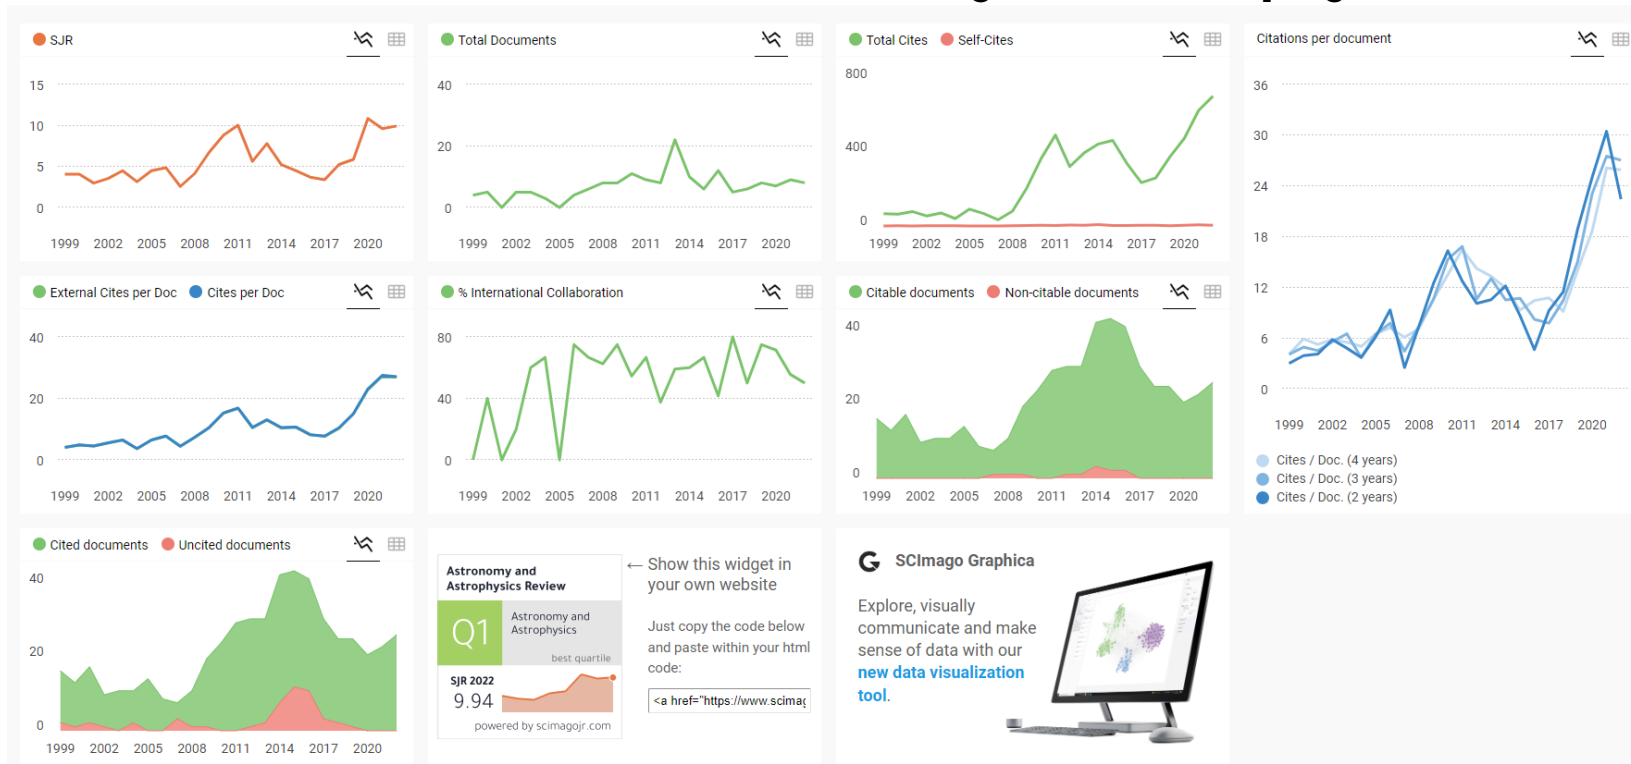 SJR
15
10
5
0
1999 2002 2005 2008 2011 2014 2017 2020
Total Documents
40
20
0
1999 2002 2005 2008 2011 2014 2017 2020
Total Cites Self-Cites
800
400
0
1999 2002 2005 2008 2011 2014 2017 2020
Citations per document
36
30
24
18
12
6
0
1999 2002 2005 2008 2011 2014 2017 2020
Cites / Doc. (4 years)
Cites / Doc. (3 years)
Cites / Doc. (2 years)
External Cites per Doc Cites per Doc
40
20
0
1999 2002 2005 2008 2011 2014 2017 2020
% International Collaboration
80
40
0
1999 2002 2005 2008 2011 2014 2017 2020
Citable documents Non-citable documents
40
20
0
1999 2002 2005 2008 2011 2014 2017 2020
Cited documents Uncited documents
40
20
0
1999 2002 2005 2008 2011 2014 2017 2020
Astronomy and
Astrophysics Review
Q1
Astronomy and
Astrophysics
best quartile
SJR 2022
9.94
powered by scimagojr.com
← Show this widget in
your own website
Just copy the code below
and paste within your html
code:
<a href="https://www.scimag
SCImago Graphica
Explore, visually
communicate and make
sense of data with our
new data visualization
tool.